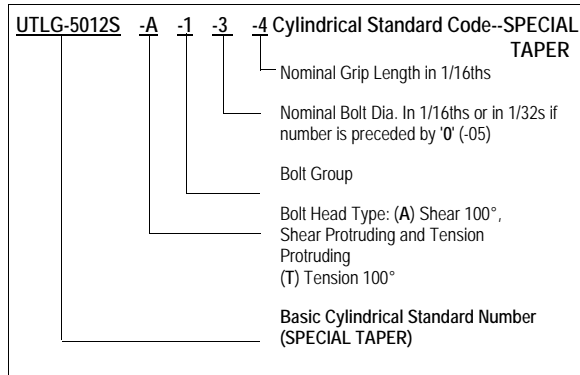 UTLG-5012S -A -1 -3 -4 Cylindrical Standard Code--SPECIAL
TAPER
Nominal Grip Length in 1/16ths
Nominal Bolt Dia. In 1/16ths or in 1/32s if
number is preceded by '0' (-05)
Bolt Group
Bolt Head Type: (A) Shear 100°,
Shear Protruding and Tension
Protruding
(T) Tension 100°
Basic Cylindrical Standard Number
(SPECIAL TAPER)